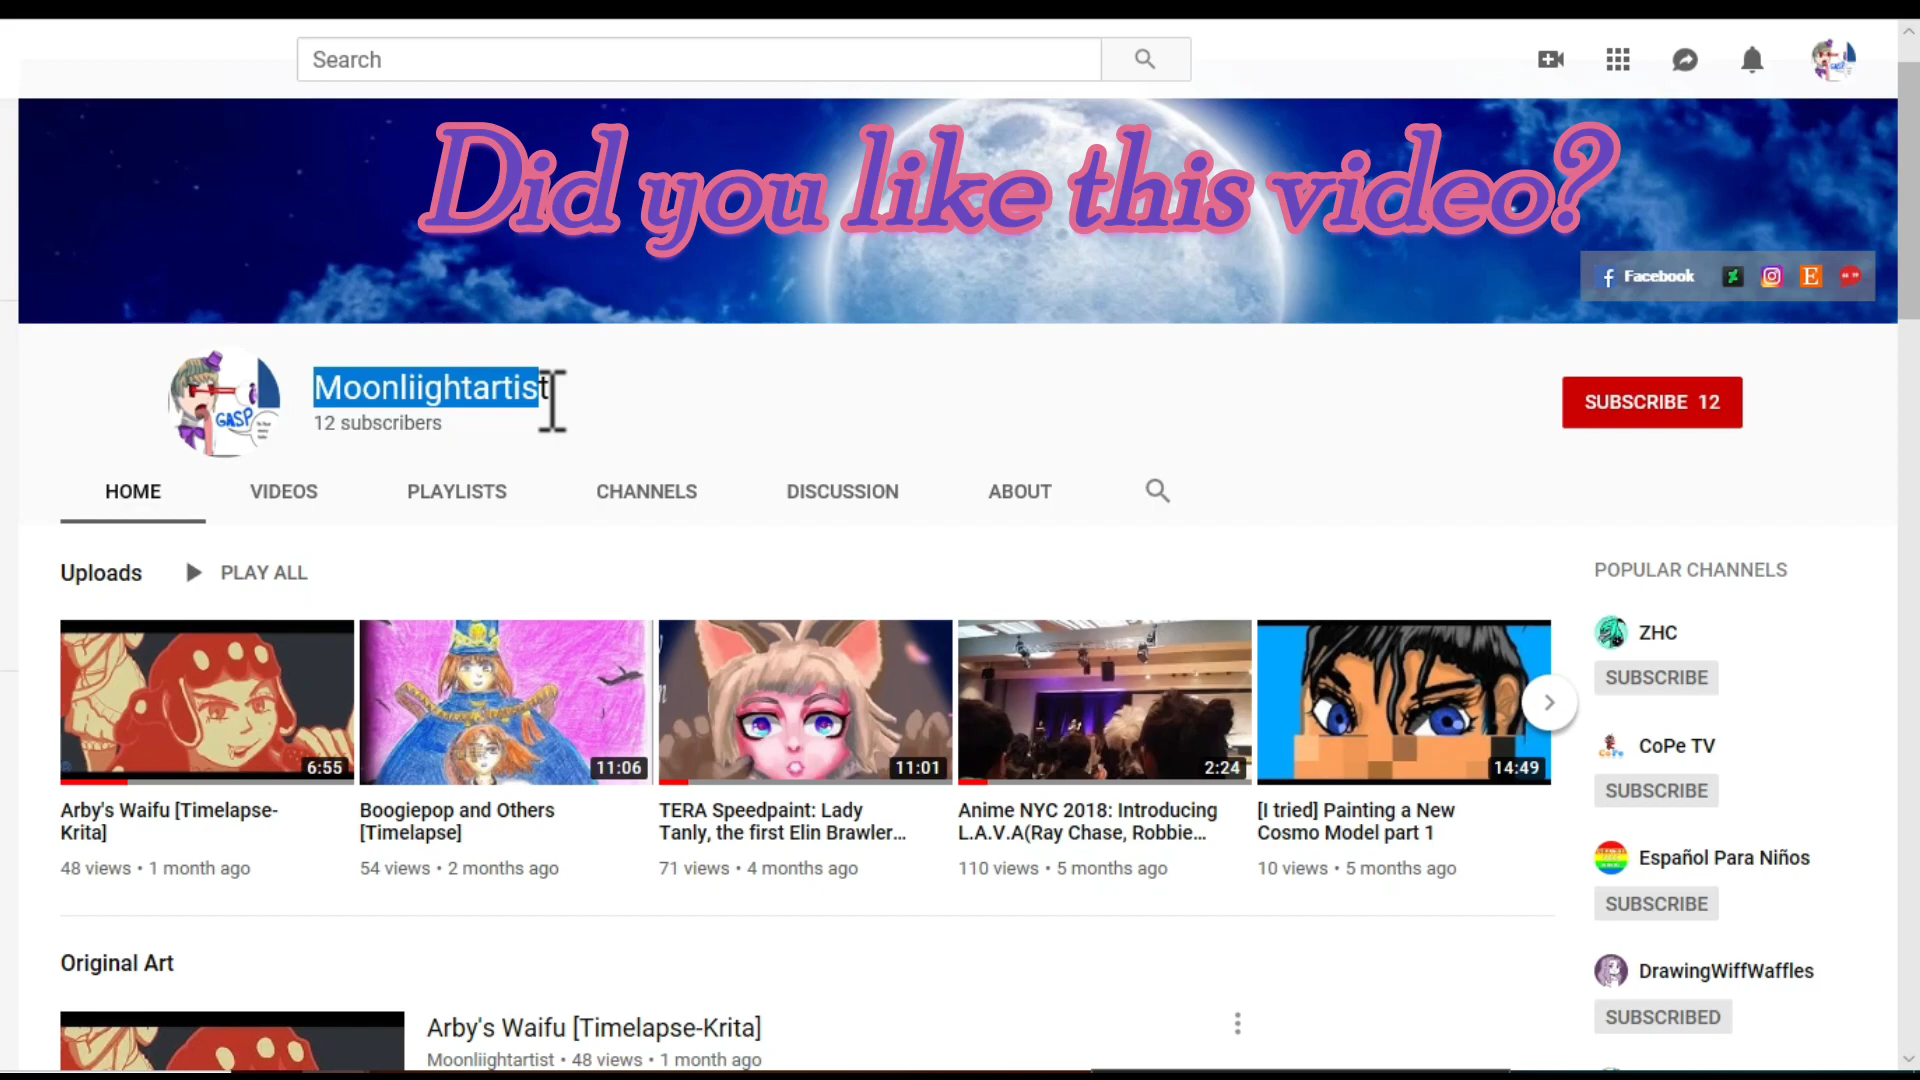 Search
Did you like this video?
Facebook
Moonliightartist
12 subscribers
GASP
SUBSCRIBE 12
HOME VIDEOS PLAYLISTS CHANNELS DISCUSSION ABOUT
Uploads PLAY ALL
6:55
11:06
11:01
2:24
14:49
Arby's Waifu [Timelapse-
Krita]
48 views • 1 month ago
Boogiepop and Others
[Timelapse]
54 views • 2 months ago
TERA Speedpaint: Lady
Tanly, the first Elin Brawler...
71 views • 4 months ago
Anime NYC 2018: Introducing
L.A.V.A(Ray Chase, Robbie...
110 views • 5 months ago
[I tried] Painting a New
Cosmo Model part 1
10 views • 5 months ago
POPULAR CHANNELS
ZHC
SUBSCRIBE
CoPe TV
SUBSCRIBE
Español Para Niños
SUBSCRIBE
DrawingWiffWaffles
SUBSCRIBED
Original Art
Arby's Waifu [Timelapse-Krita]
Moonliightartist • 48 views • 1 month ago